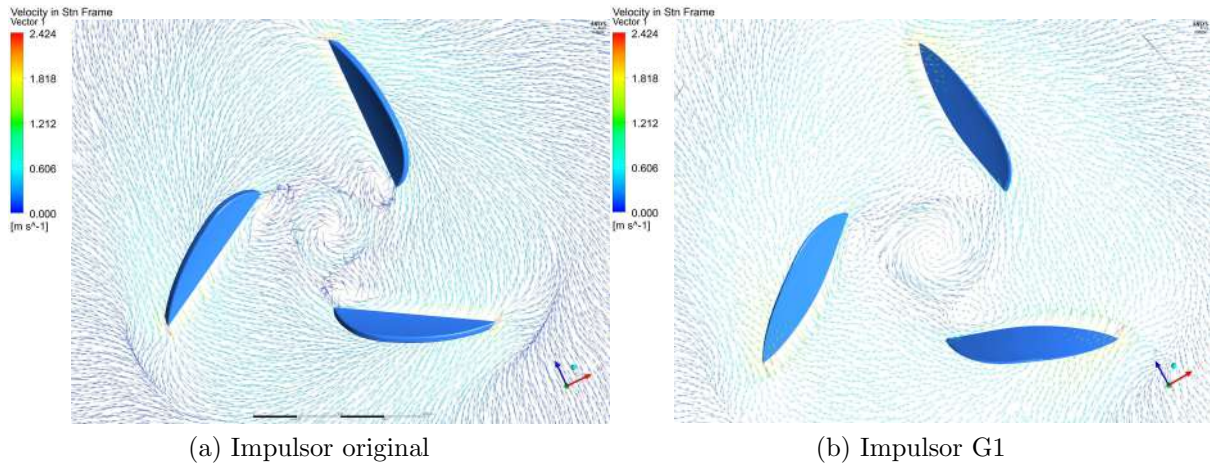 Velocity in Stn Frame
Vector 1
2.424
1.818
1.212
0.606
0.000
[m s^-1]
Velocity in Stn Frame
Vector 1
2.424
1.818
1.212
0.606
0.000
[m s^-1]
(a) Impulsor original
(b) Impulsor G1